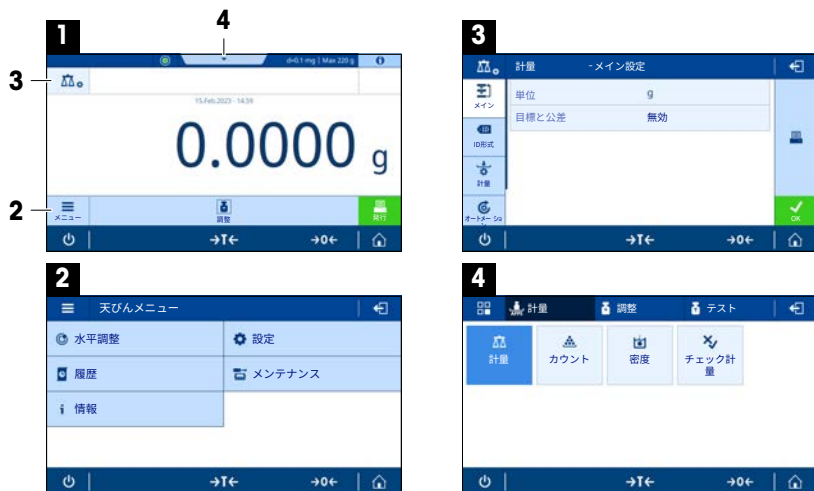 4
1
d=0.1 mg | Max 220 g
3
15.Feb.2023 - 14.59
0.0000 g
2
メニュー
調整
発行
→T←
→0←
3
計量 -メイン設定
メイン
単位 g
目標と公差 無効
ID形式
計量
オートメーション
OK
→T←
→0←
2
天びんメニュー
水平調整
設定
履歴
メンテナンス
情報
→T←
→0←
4
計量
調整
テスト
計量
カウント
密度
チェック計
量
→T←
→0←